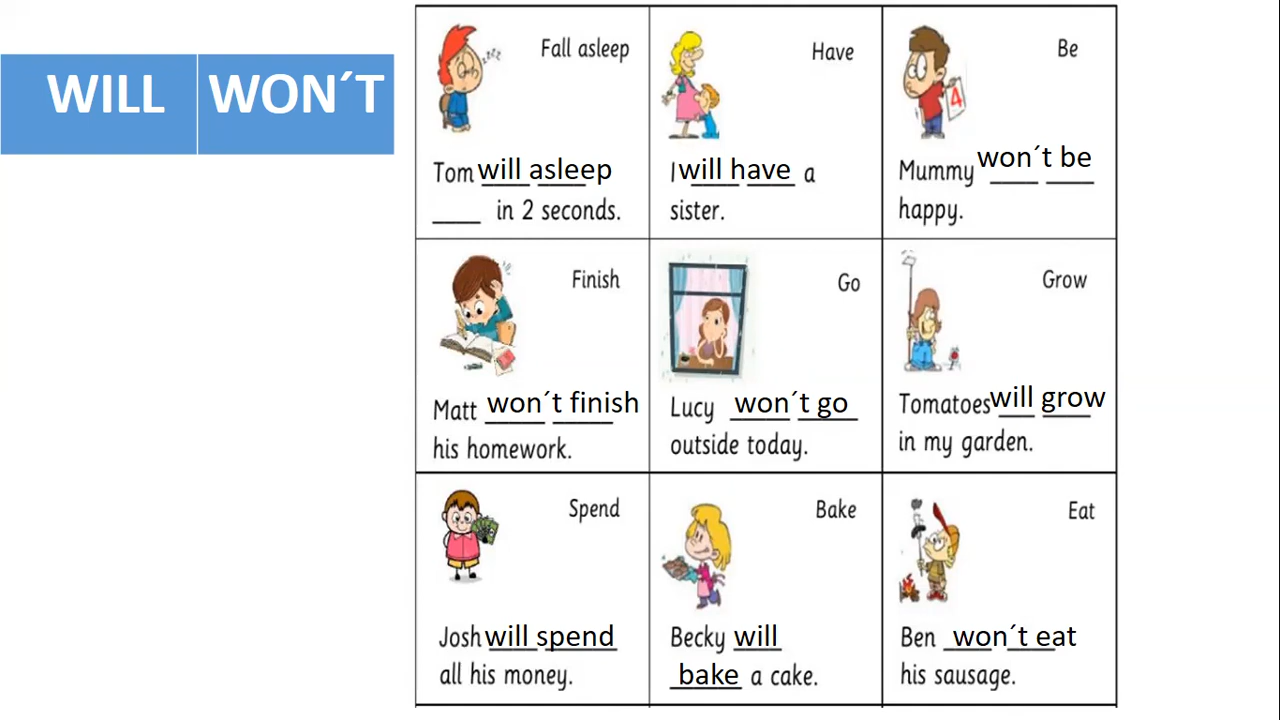 WILL WON´T
Fall asleep
Tom will asleep
____ in 2 seconds.
Have
I will have a
sister.
Be
Mummy won´t be
happy.
Finish
Matt won´t finish
his homework.
Go
Lucy won´t go
outside today.
Grow
Tomatoes will grow
in my garden.
Spend
Josh will spend
all his money.
Bake
Becky will
bake a cake.
Eat
Ben won´t eat
his sausage.
4
zzzz